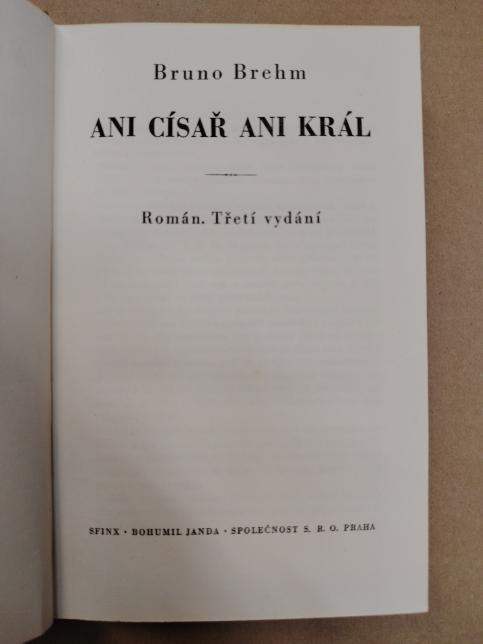 Bruno Brehm
ANI CÍSAŘ ANI KRÁL
Román. Třetí vydání
SFINX · BOHUMIL JANDA · SPOLEČNOST S. R. O. PRAHA